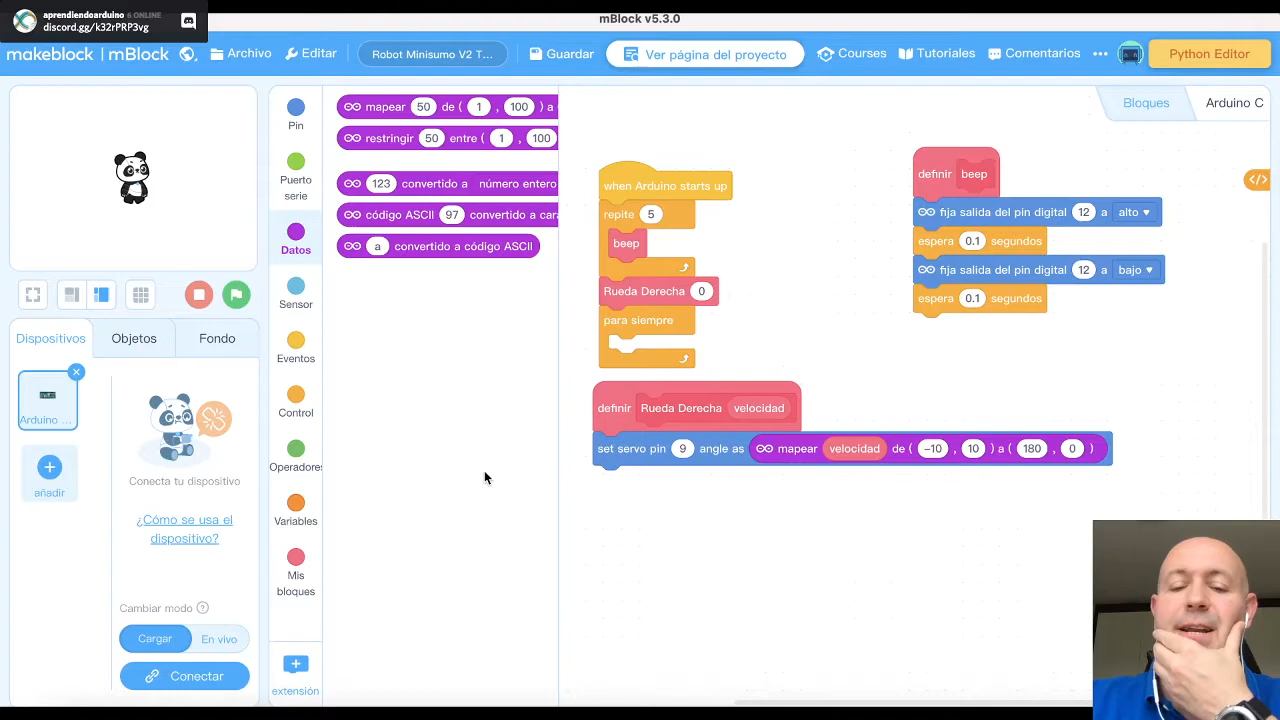 aprendiendoarduino 6 ONLINE
discord.gg/k32rPRP3vg
mBlock v5.3.0
makeblock | mBlock
Archivo
Editar
Robot Minisumo V2 T...
Guardar
Ver página del proyecto
Courses
Tutoriales
Comentarios
Python Editor
Bloques
Arduino C
Pin
Puerto
serie
Datos
Sensor
Eventos
Control
Operadores
Variables
Mis
bloques
extensión
mapear 50 de ( 1 , 100 ) a (
restringir 50 entre ( 1 , 100
123 convertido a número entero
código ASCII 97 convertido a cara
a convertido a código ASCII
when Arduino starts up
repite 5
beep
Rueda Derecha 0
para siempre
definir beep
fija salida del pin digital 12 a alto
espera 0.1 segundos
fija salida del pin digital 12 a bajo
espera 0.1 segundos
definir Rueda Derecha velocidad
set servo pin 9 angle as mapear velocidad de ( -10 , 10 ) a ( 180 , 0 )
Dispositivos
Objetos
Fondo
Arduino ...
añadir
Conecta tu dispositivo
¿Cómo se usa el
dispositivo?
Cambiar modo ?
Cargar
En vivo
Conectar